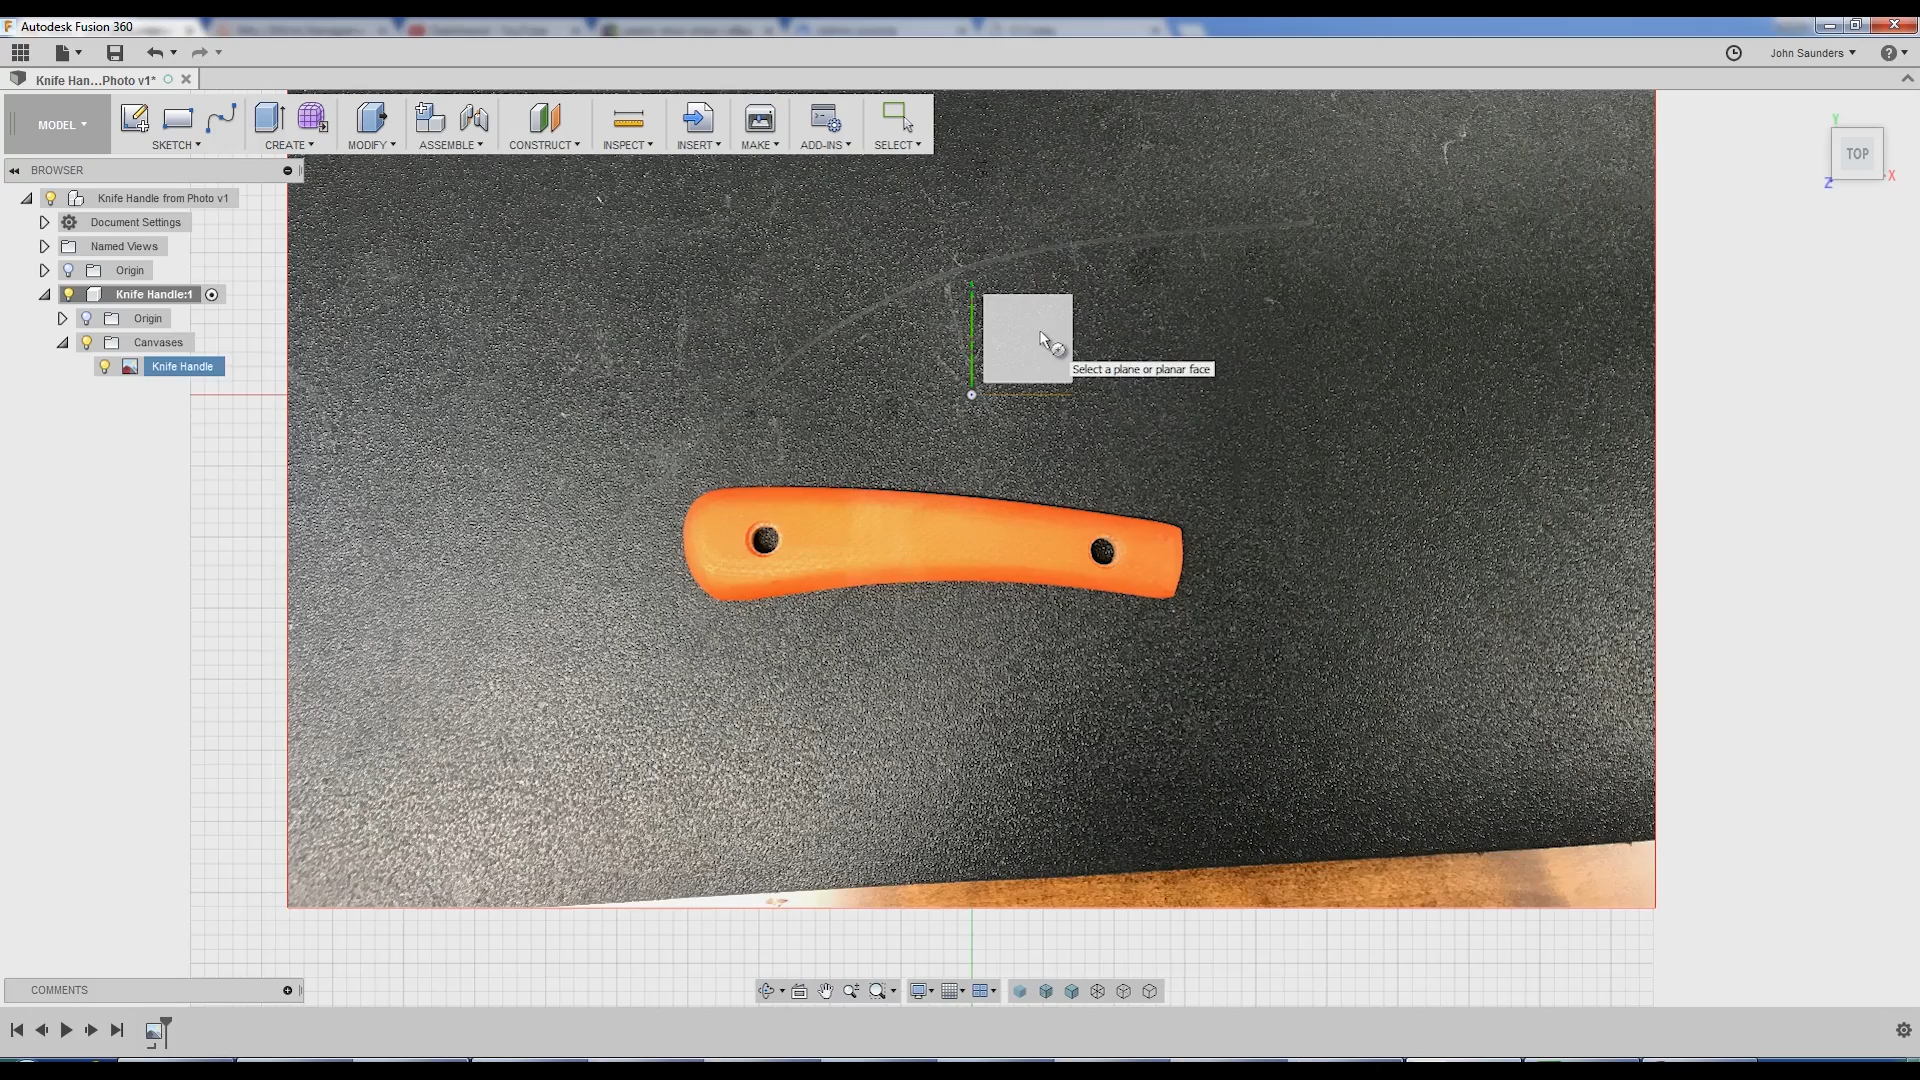 Autodesk Fusion 360
John Saunders
Knife Han...Photo v1*
MODEL
SKETCH
CREATE
MODIFY
ASSEMBLE
CONSTRUCT
INSPECT
INSERT
MAKE
ADD-INS
SELECT
BROWSER
Knife Handle from Photo v1
Document Settings
Named Views
Origin
Knife Handle:1
Origin
Canvases
Knife Handle
Y
TOP
X
Z
Select a plane or planar face
COMMENTS